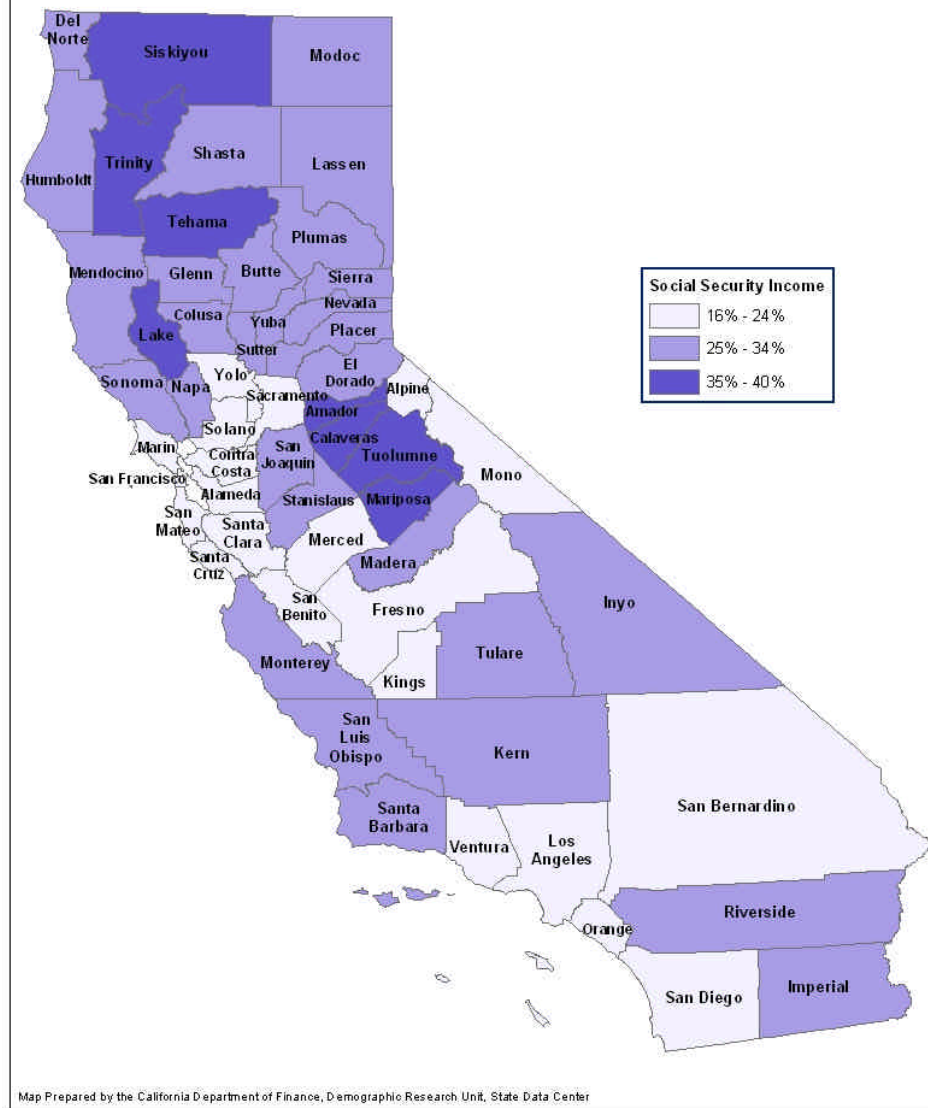 Del
Norte
Siskiyou
Modoc
Trinity
Shasta
Lassen
Humboldt
Tehama
Plumas
Mendocino
Glenn
Butte
Sierra
Nevada
Colusa
Yuba
Placer
Lake
Sutter
El
Dorado
Sonoma
Napa
Yolo
Sacramento
Alpine
Amador
Solano
Calaveras
Marin
Contra
Costa
San
Joaquin
Tuolumne
Mono
San Francisco
Alameda
Stanislaus
Mariposa
San
Mateo
Santa
Clara
Merced
Santa
Cruz
Madera
San
Benito
Fresno
Inyo
Monterey
Tulare
Kings
San
Luis
Obispo
Kern
San Bernardino
Santa
Barbara
Ventura
Los
Angeles
Riverside
Orange
San Diego
Imperial
Social Security Income
16% - 24%
25% - 34%
35% - 40%
Map Prepared by the California Department of Finance, Demographic Research Unit, State Data Center